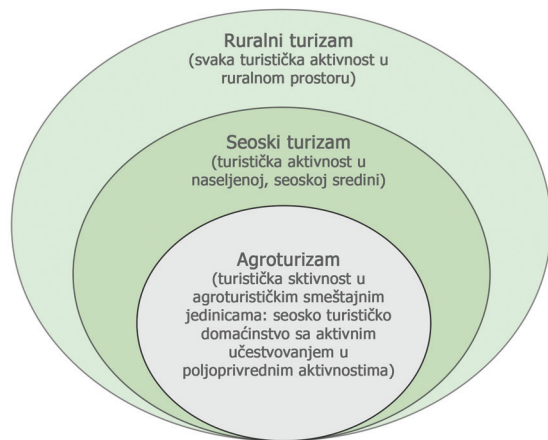 Ruralni turizam
(svaka turistička aktivnost u
ruralnom prostoru)
Seoski turizam
(turistička aktivnost u
naseljenoj, seoskoj sredini)
Agroturizam
(turistička sktivnost u
agroturističkim smeštajnim
jedinicama: seosko turističko
domaćinstvo sa aktivnim
učestvovanjem u
poljoprivrednim aktivnostima)